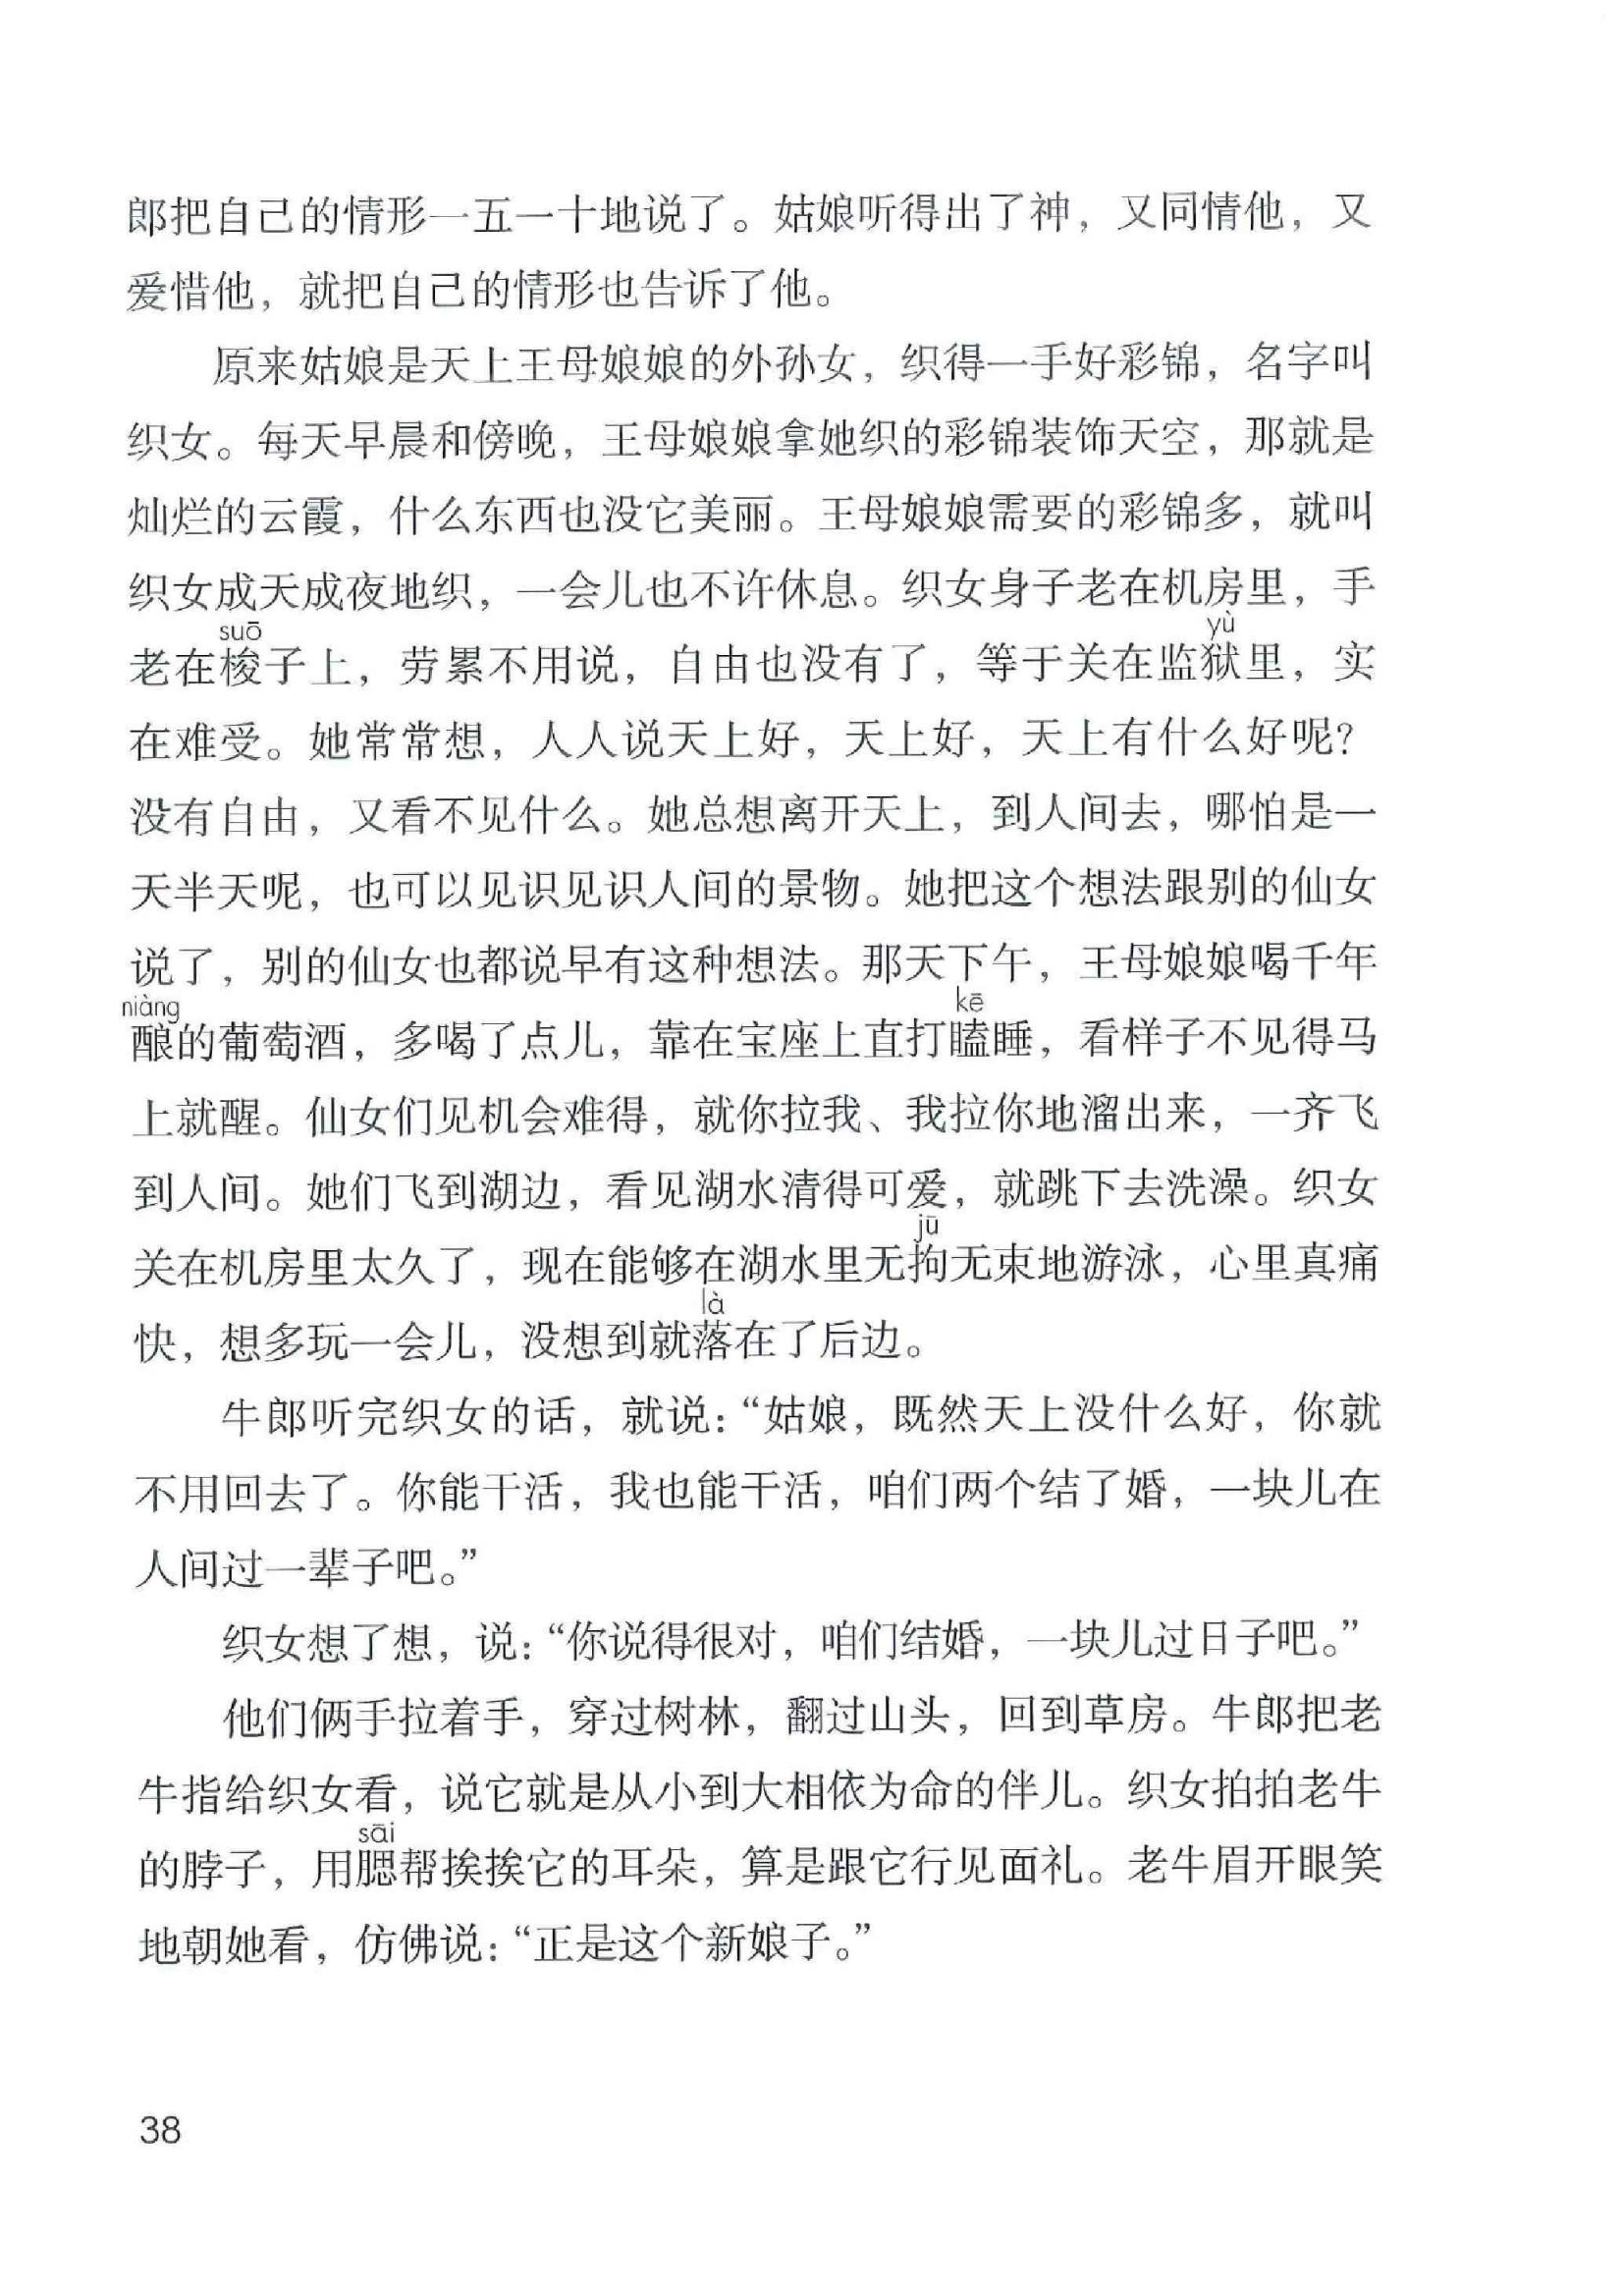 郎把自己的情形一五一十地说了。姑娘听得出了神，又同情他，又
爱惜他，就把自己的情形也告诉了他。
原来姑娘是天上王母娘娘的外孙女，织得一手好彩锦，名字叫
织女。每天早晨和傍晚，王母娘娘拿她织的彩锦装饰天空，那就是
灿烂的云霞，什么东西也没它美丽。王母娘娘需要的彩锦多，就叫
织女成天成夜地织，一会儿也不许休息。织女身子老在机房里，手
suō yù
老在梭子上，劳累不用说，自由也没有了，等于关在监狱里，实
在难受。她常常想，人人说天上好，天上好，天上有什么好呢？
没有自由，又看不见什么。她总想离开天上，到人间去，哪怕是一
天半天呢，也可以见识见识人间的景物。她把这个想法跟别的仙女
说了，别的仙女也都说早有这种想法。那天下午，王母娘娘喝千年
niàng kē
酿的葡萄酒，多喝了点儿，靠在宝座上直打瞌睡，看样子不见得马
上就醒。仙女们见机会难得，就你拉我、我拉你地溜出来，一齐飞
到人间。她们飞到湖边，看见湖水清得可爱，就跳下去洗澡。织女
jū
关在机房里太久了，现在能够在湖水里无拘无束地游泳，心里真痛
là
快，想多玩一会儿，没想到就落在了后边。
牛郎听完织女的话，就说：“姑娘，既然天上没什么好，你就
不用回去了。你能干活，我也能干活，咱们两个结了婚，一块儿在
人间过一辈子吧。”
织女想了想，说：“你说得很对，咱们结婚，一块儿过日子吧。”
他们俩手拉着手，穿过树林，翻过山头，回到草房。牛郎把老
牛指给织女看，说它就是从小到大相依为命的伴儿。织女拍拍老牛
sāi
的脖子，用腮帮挨挨它的耳朵，算是跟它行见面礼。老牛眉开眼笑
地朝她看，仿佛说：“正是这个新娘子。”
38